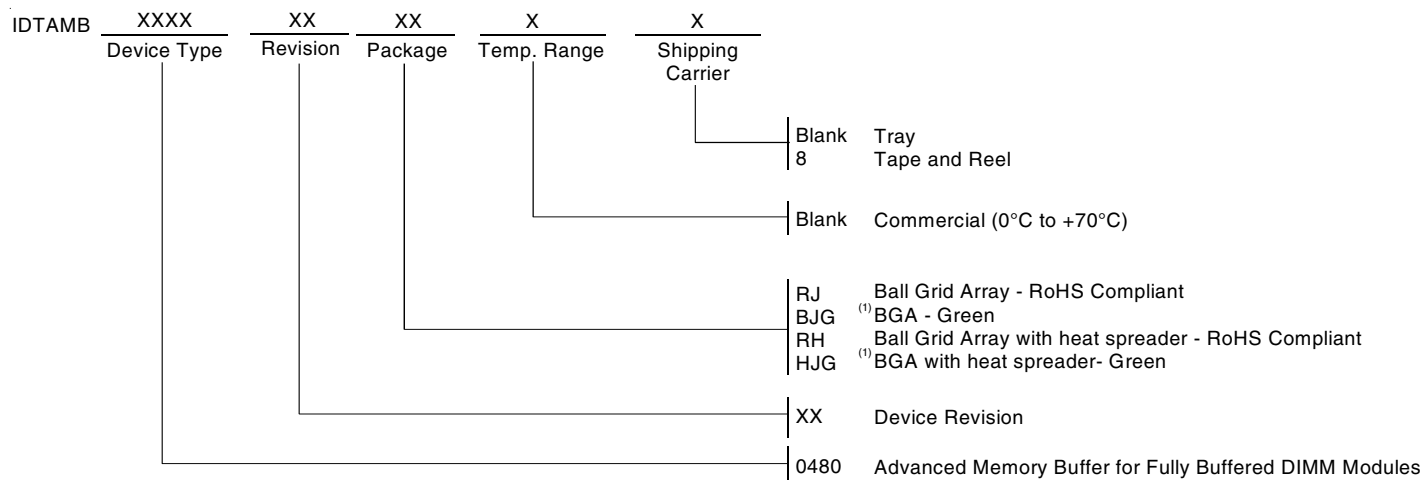 IDTAMB XXXX XX XX X X
Device Type Revision Package Temp. Range Shipping
Carrier
Blank Tray
8 Tape and Reel
Blank Commercial (0°C to +70°C)
RJ Ball Grid Array - RoHS Compliant
BJG (1) BGA - Green
RH Ball Grid Array with heat spreader - RoHS Compliant
HJG (1) BGA with heat spreader- Green
XX Device Revision
0480 Advanced Memory Buffer for Fully Buffered DIMM Modules